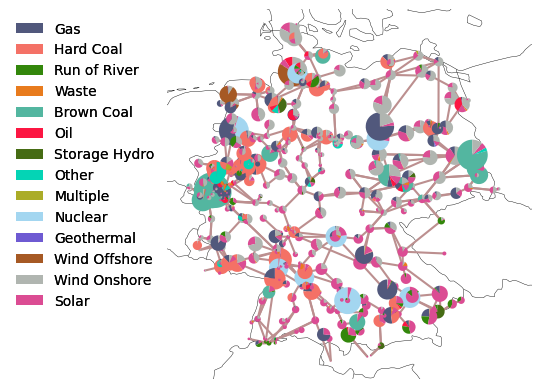 Gas
Hard Coal
Run of River
Waste
Brown Coal
Oil
Storage Hydro
Other
Multiple
Nuclear
Geothermal
Wind Offshore
Wind Onshore
Solar